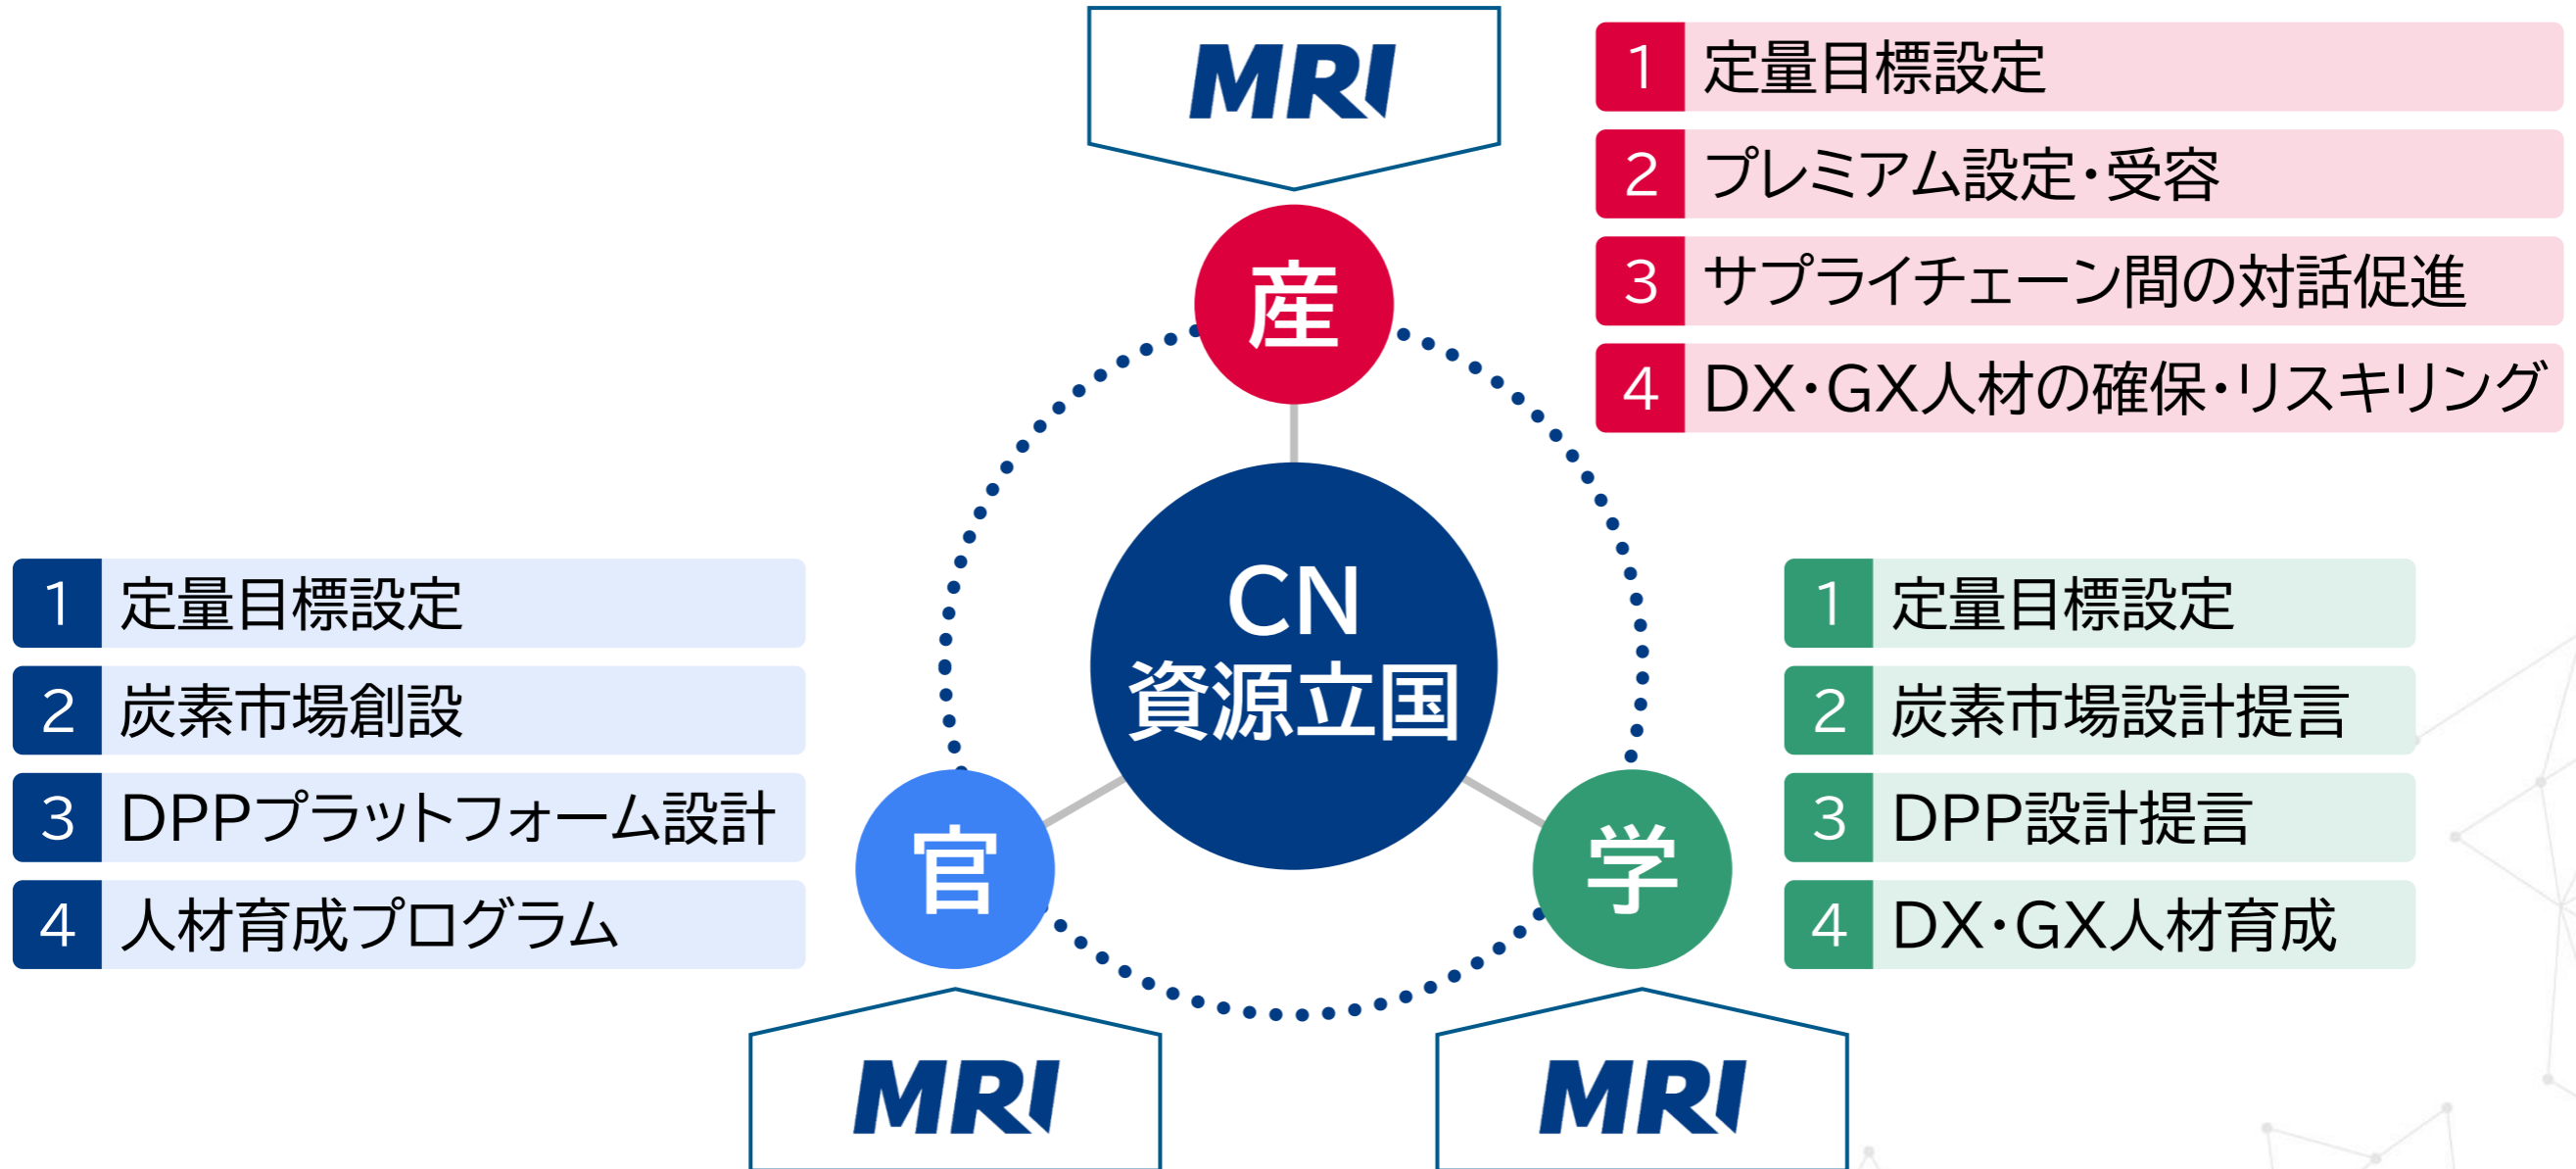 MRI
産
1 定量目標設定
2 プレミアム設定・受容
3 サプライチェーン間の対話促進
4 DX・GX人材の確保・リスキリング
CN
資源立国
官
1 定量目標設定
2 炭素市場創設
3 DPPプラットフォーム設計
4 人材育成プログラム
学
1 定量目標設定
2 炭素市場設計提言
3 DPP設計提言
4 DX・GX人材育成
MRI
MRI